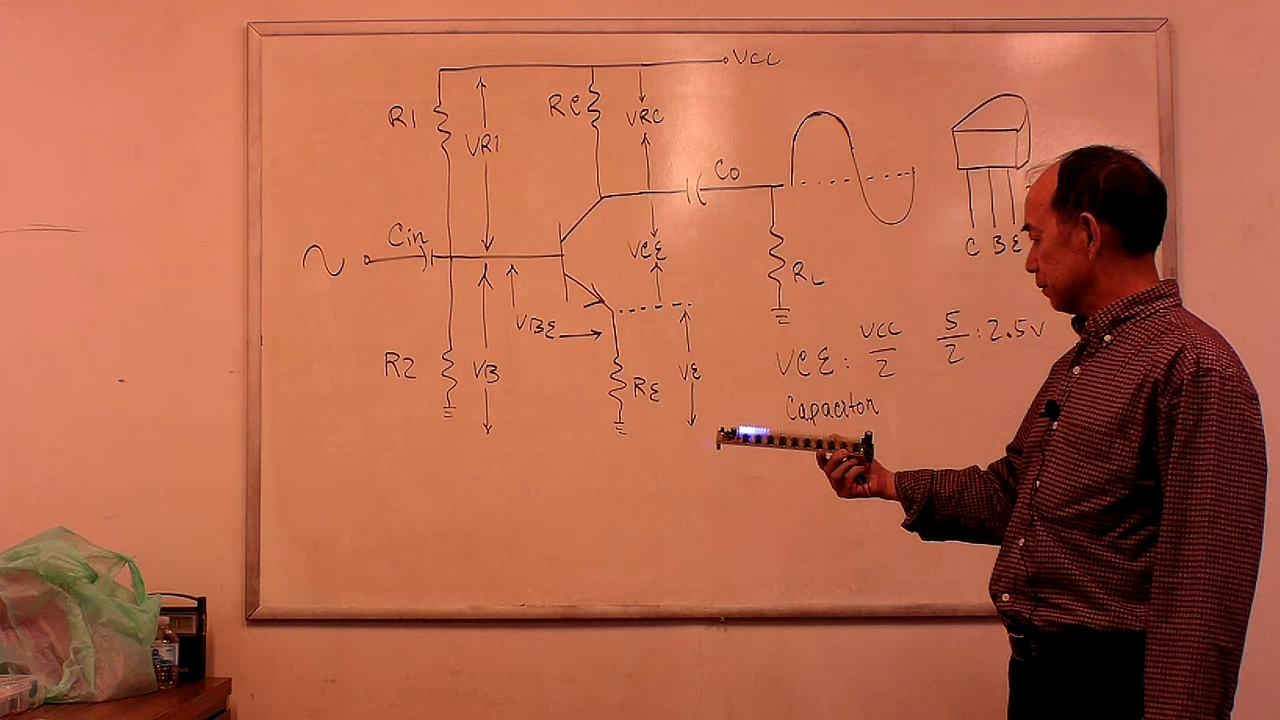 VCC
R1
VR1
RC
VRC
Co
Cin
VCE
RL
C B E
VBE
R2
VB
RE
VE
VCE: VCC/2 5/2 : 2.5V
Capacitor